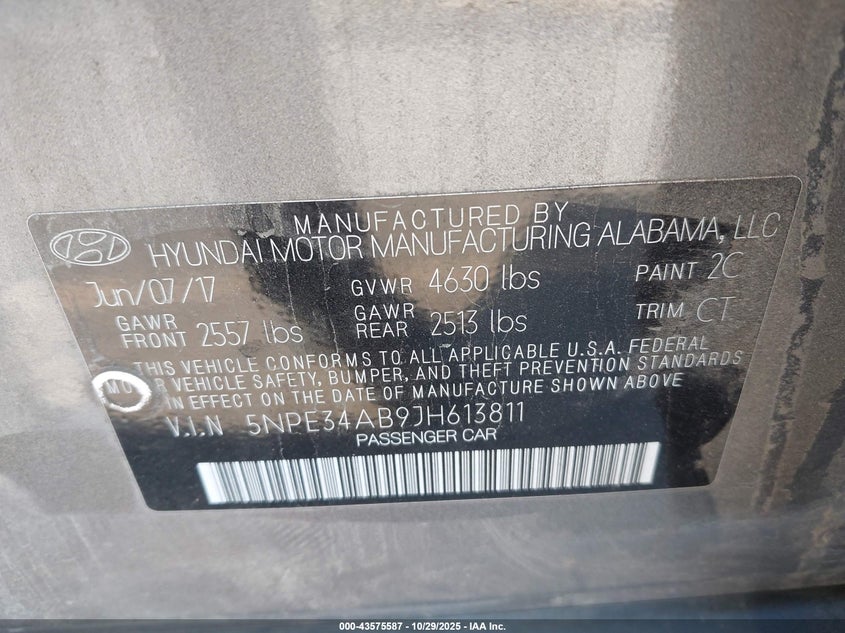 MANUFACTURED BY
HYUNDAI MOTOR MANUFACTURING ALABAMA, LLC
Jun/07/17 GVWR 4630 lbs PAINT 2C
GAWR FRONT 2557 lbs GAWR REAR 2513 lbs TRIM CT
THIS VEHICLE CONFORMS TO ALL APPLICABLE U.S.A. FEDERAL
MOTOR VEHICLE SAFETY, BUMPER, AND THEFT PREVENTION STANDARDS
IN EFFECT ON THE DATE OF MANUFACTURE SHOWN ABOVE
V.I.N 5NPE34AB9JH613811
PASSENGER CAR
000-43575587 - 10/29/2025 - IAA Inc.